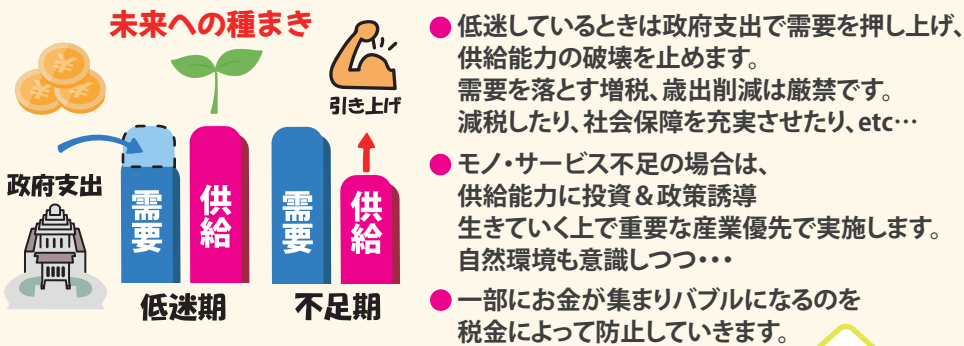 未来への種まき
引き上げ
政府支出
需要
供給
需要
供給
低迷期
不足期
● 低迷しているときは政府支出で需要を押し上げ、
供給能力の破壊を止めます。
需要を落とす増税、歳出削減は厳禁です。
減税したり、社会保障を充実させたり、etc…
● モノ・サービス不足の場合は、
供給能力に投資＆政策誘導
生きていく上で重要な産業優先で実施します。
自然環境も意識しつつ・・・
● 一部にお金が集まりバブルになるのを
税金によって防止していきます。